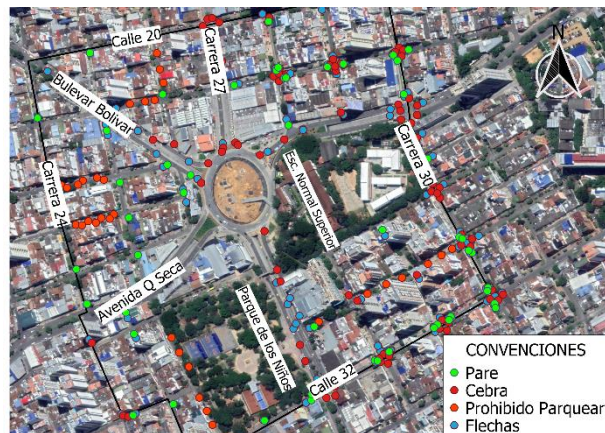 Calle 20
Carrera 27
N
Bulevar Bolivar
Esc. Normal Superior
Carrera 30
Carrera 24
Avenida Q Seca
Parque de los Niños
Calle 32
CONVENCIONES
Pare
Cebra
Prohibido Parquear
Flechas